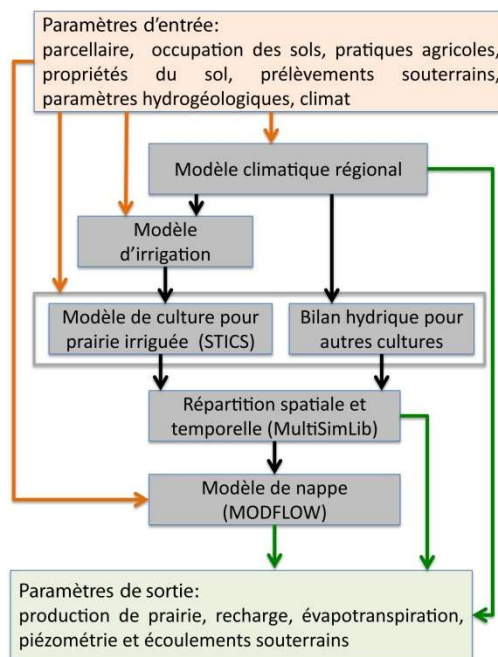 Paramètres d'entrée:
parcellaire, occupation des sols, pratiques agricoles,
propriétés du sol, prélèvements souterrains,
paramètres hydrogéologiques, climat
Modèle climatique régional
Modèle
d'irrigation
Modèle de culture pour
prairie irriguée (STICS)
Bilan hydrique pour
autres cultures
Répartition spatiale et
temporelle (MultiSimLib)
Modèle de nappe
(MODFLOW)
Paramètres de sortie:
production de prairie, recharge, évapotranspiration,
piézométrie et écoulements souterrains